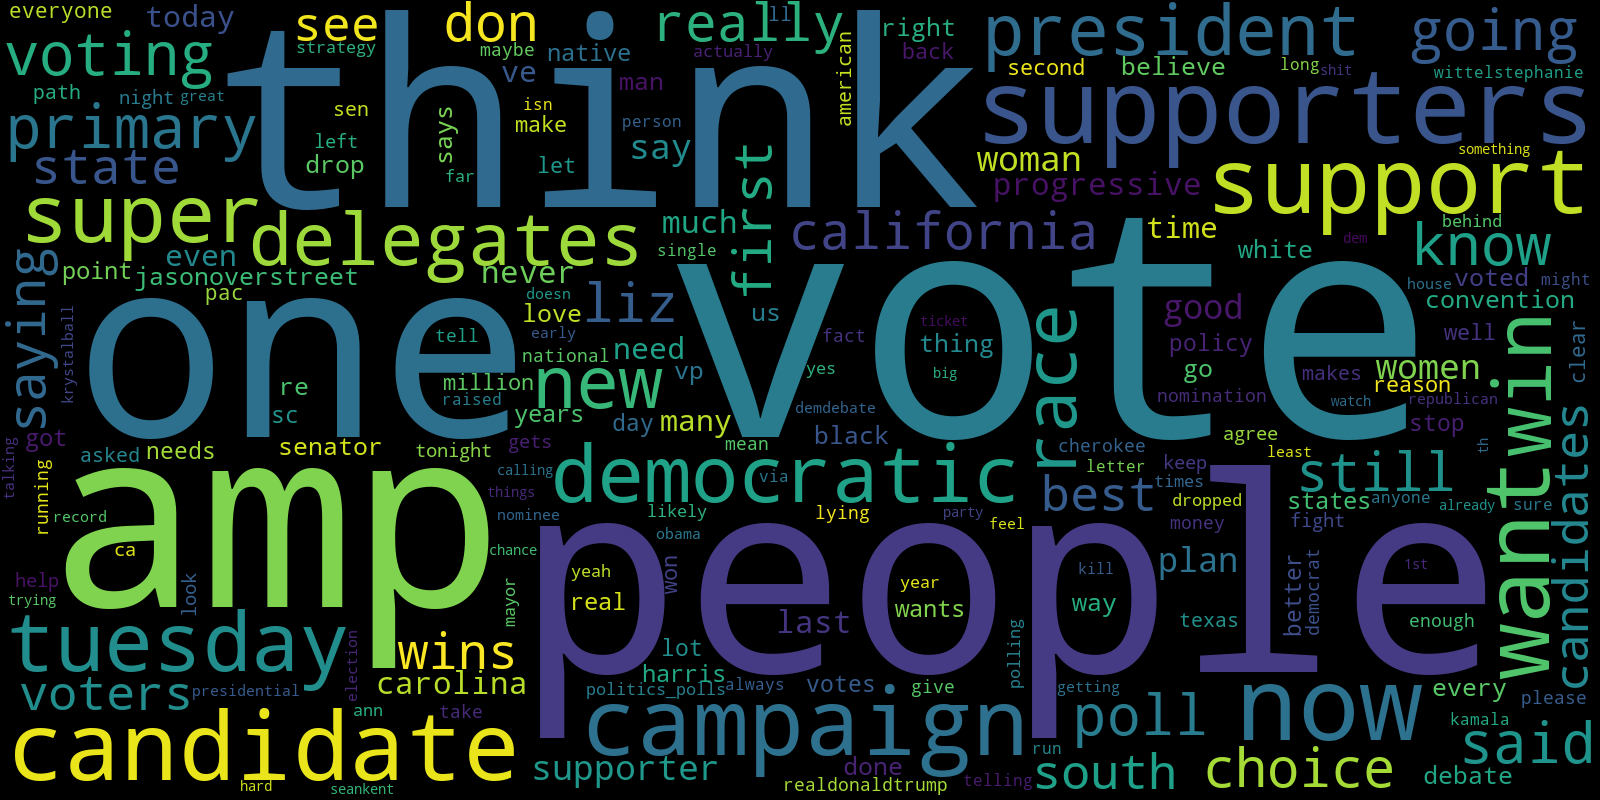 everyone
today
see
don
really
ll
right
president
going
voting
strategy
maybe
native
actually
back
american
second
believe
long
shit
wittelstephanie
path
night
great
think
ve
man
supporters
primary
sen
isn
make
person
says
left
drop
far
let
say
woman
something
state
first
progressive
support
super
delegates
much
california
time
behind
dem
know
saying
even
point
jasonoverstreet
never
single
white
voted
might
house
pac
doesn
love
liz
us
good
convention
krystalball
one
early
tell
vote
fact
ticket
thing
race
policy
well
clear
wantwin
national
need
re
million
new
vp
yes
big
go
makes
women
reason
sc
raised
years
day
many
demdebate
nomination
watch
republican
got
asked
needs
senator
tonight
gets
mean
black
cherokee
agree
stop
talking
amp
calling
democratic
via
letter
keep
least
th
still
running
record
things
nominee
likely
lying
party
feel
best
times
dropped
states
anyone
already
sure
candidates
money
fight
ca
chance
obama
people
help
look
trying
mayor
yeah
won
real
year
wants
kill
way
plan
better
democrat
1st
texas
enough
tuesday
wins
last
election
lot
polling
voters
presidential
carolina
harris
politics_polls
always
votes
give
getting
every
please
ann
take
candidate
campaign
poll
now
kamala
said
run
supporter
done
south
choice
debate
hard
seankent
realdonaldtrump
telling